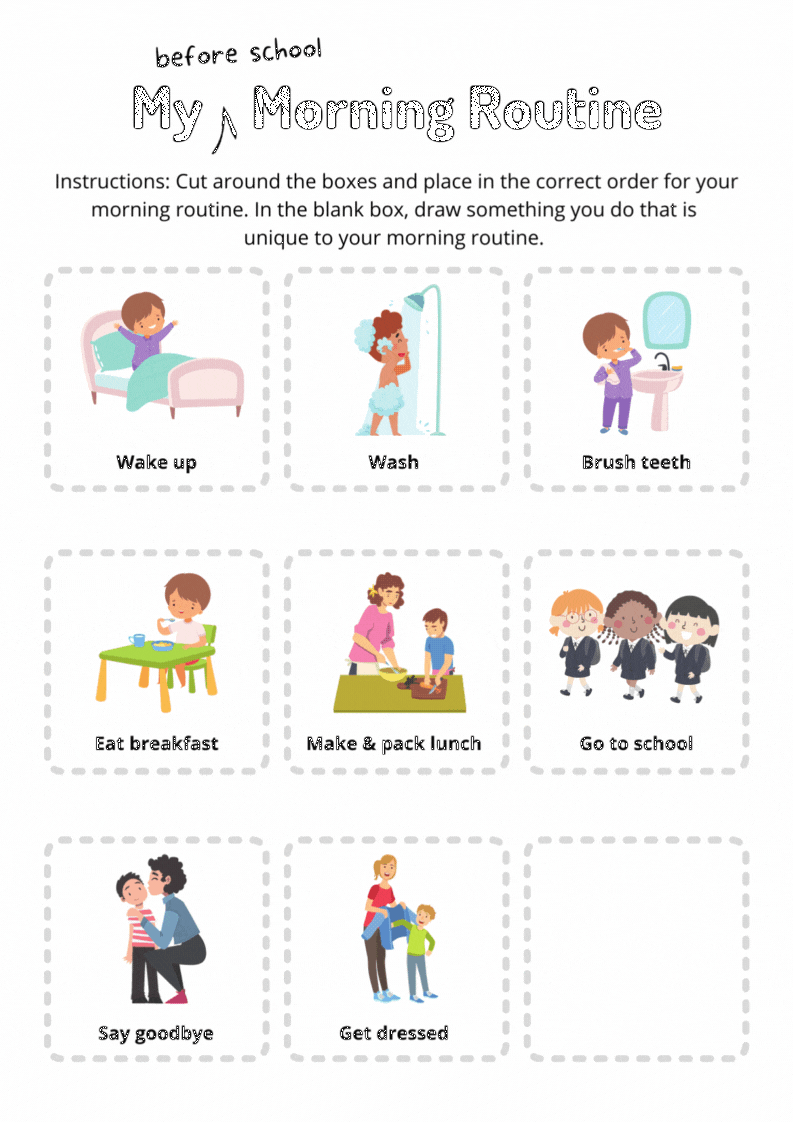 before school
My Morning Routine
Instructions: Cut around the boxes and place in the correct order for your
morning routine. In the blank box, draw something you do that is
unique to your morning routine.
Wake up
Wash
Brush teeth
Eat breakfast
Make & pack lunch
Go to school
Say goodbye
Get dressed